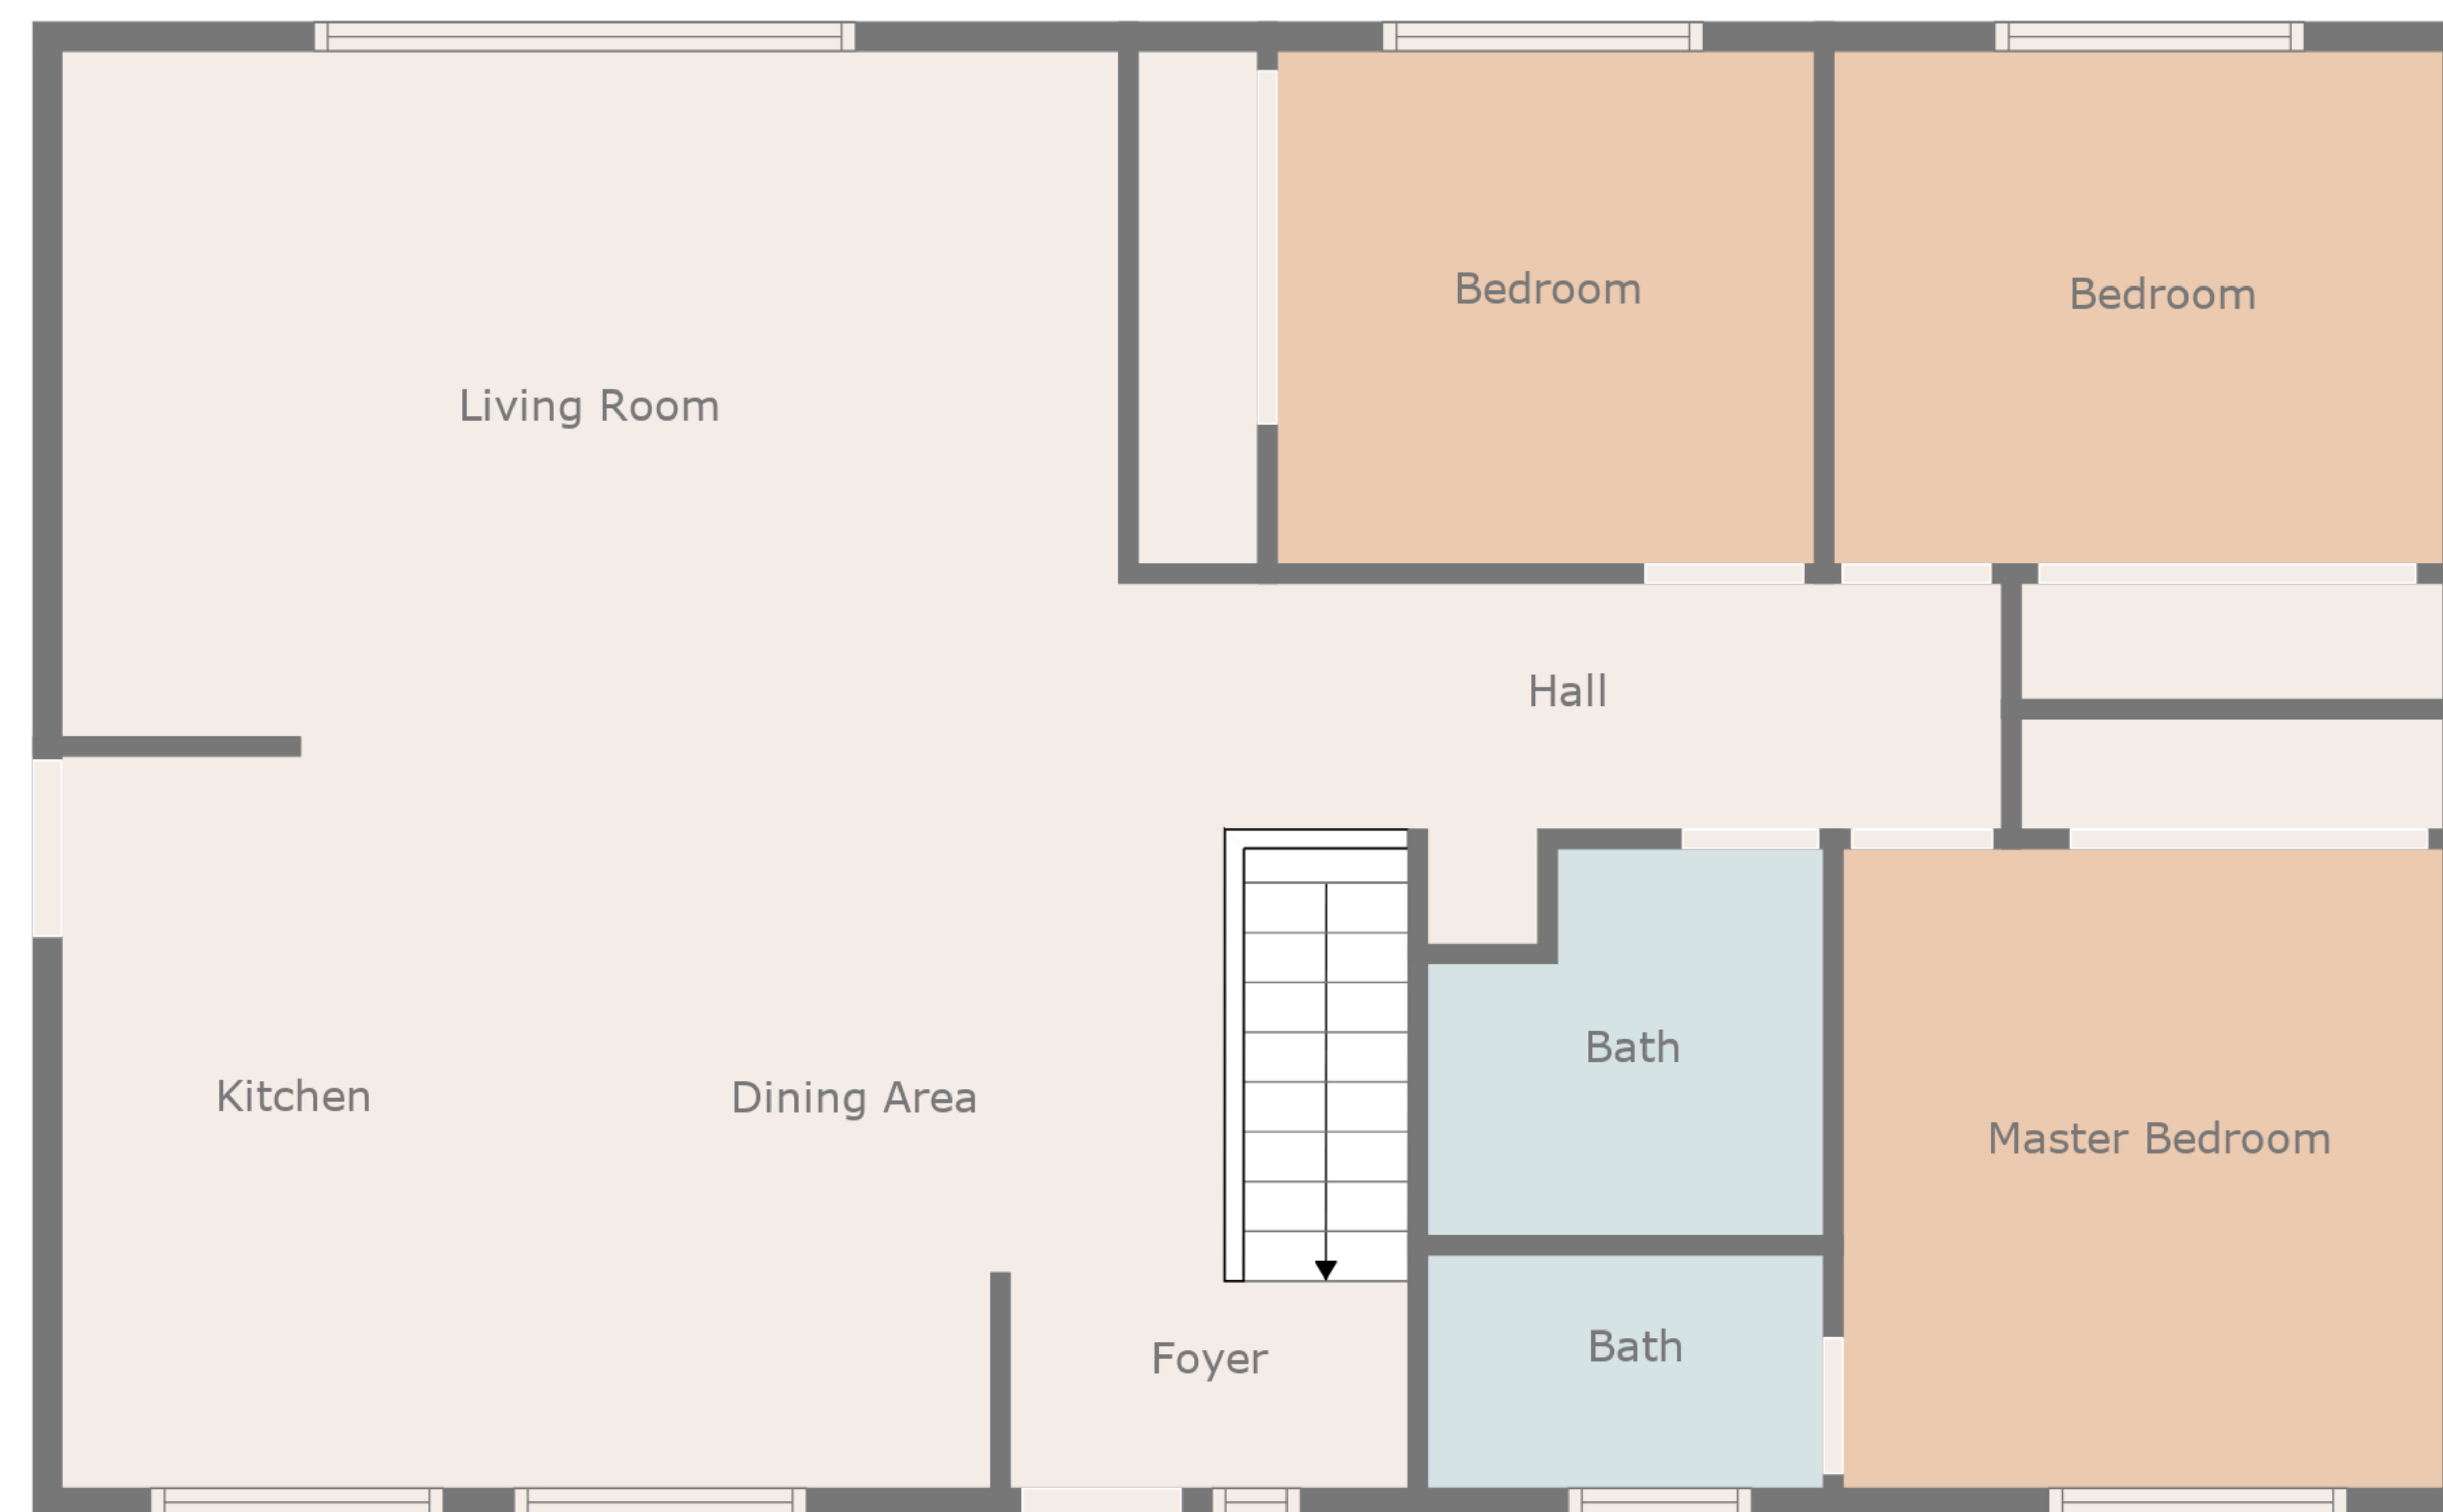 Bedroom
Bedroom
Living Room
Hall
Bath
Kitchen
Dining Area
Master Bedroom
Foyer
Bath